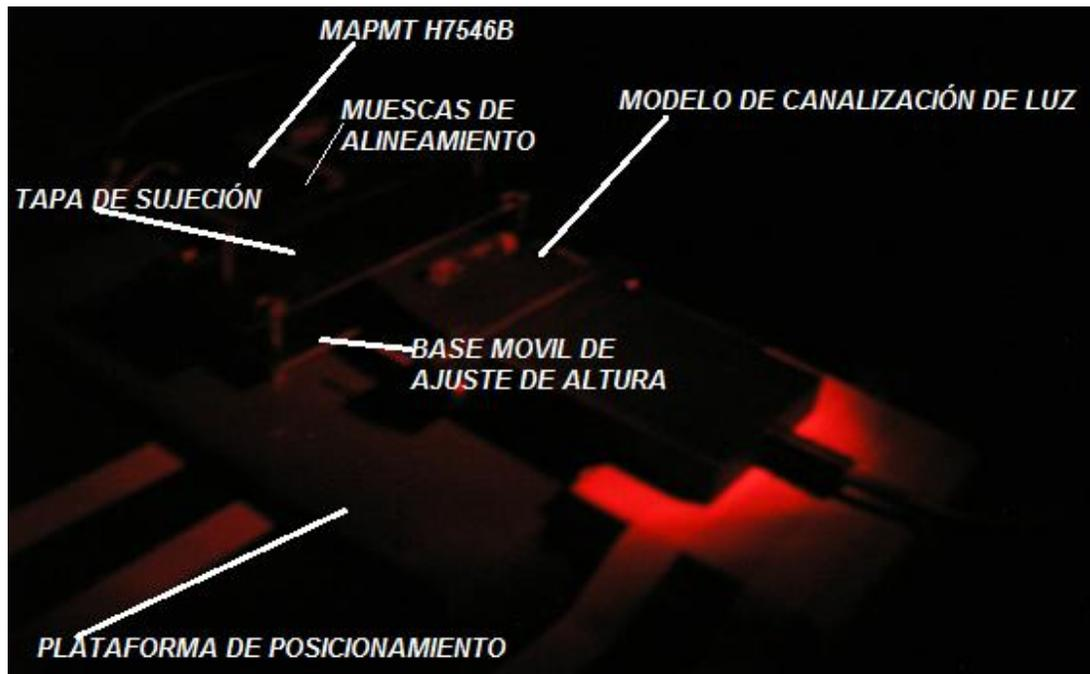 MAPMT H7546B
MUESCAS DE
ALINEAMIENTO
MODELO DE CANALIZACIÓN DE LUZ
TAPA DE SUJECIÓN
BASE MOVIL DE
AJUSTE DE ALTURA
PLATAFORMA DE POSICIONAMIENTO